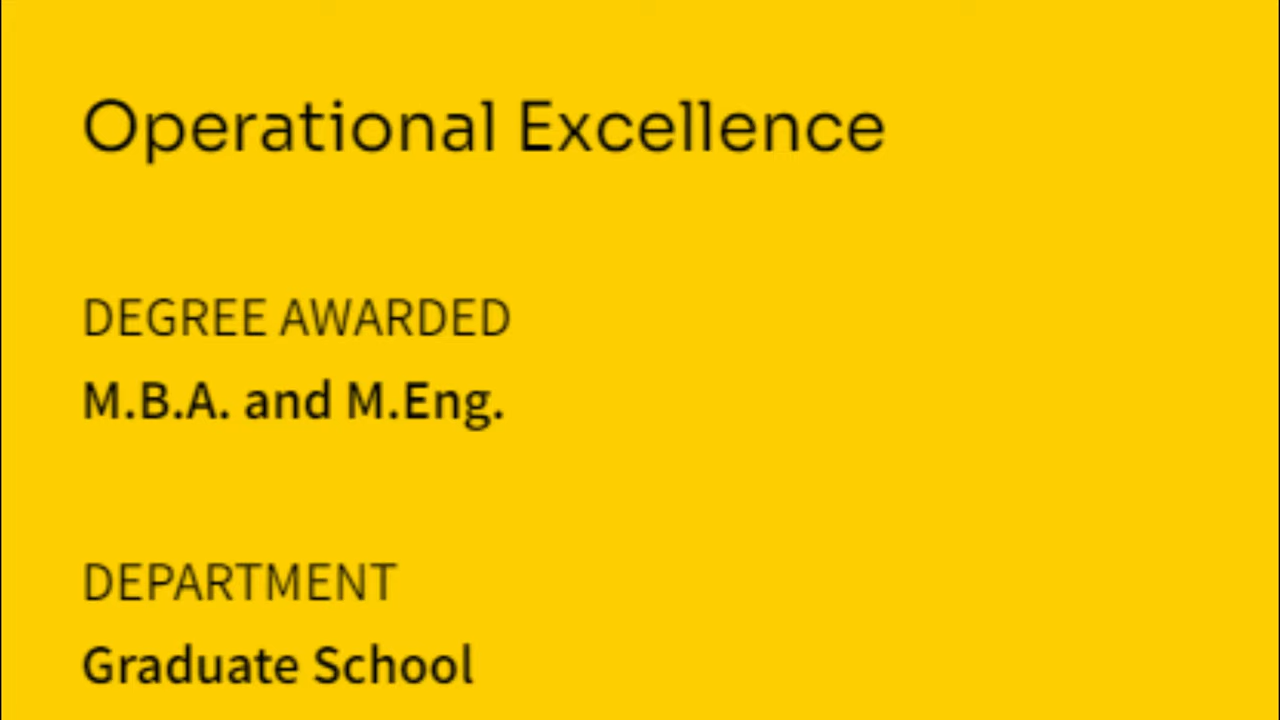 Operational Excellence
DEGREE AWARDED
M.B.A. and M.Eng.
DEPARTMENT
Graduate School